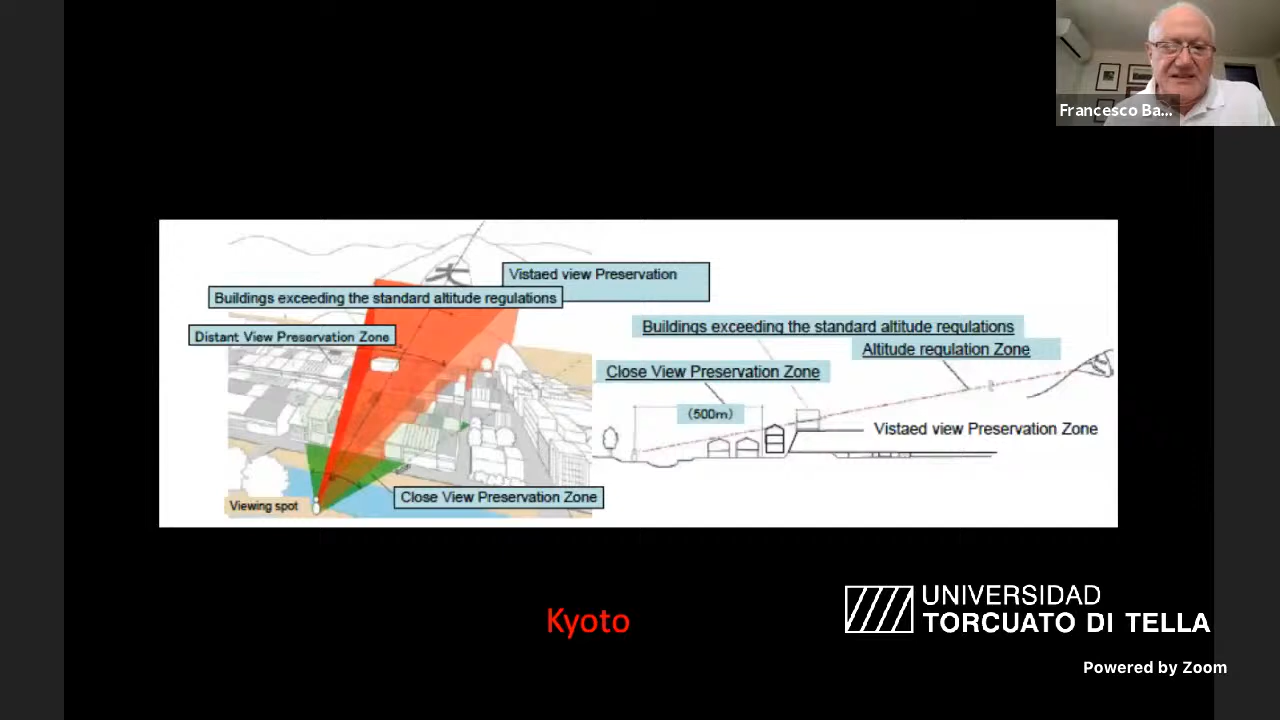 Francesco Ba...
Vistaed view Preservation
Buildings exceeding the standard altitude regulations
Distant View Preservation Zone
Close View Preservation Zone
Viewing spot
大
Buildings exceeding the standard altitude regulations
Altitude regulation Zone
Close View Preservation Zone
(500m)
Vistaed view Preservation Zone
Kyoto
UNIVERSIDAD
TORCUATO DI TELLA
Powered by Zoom